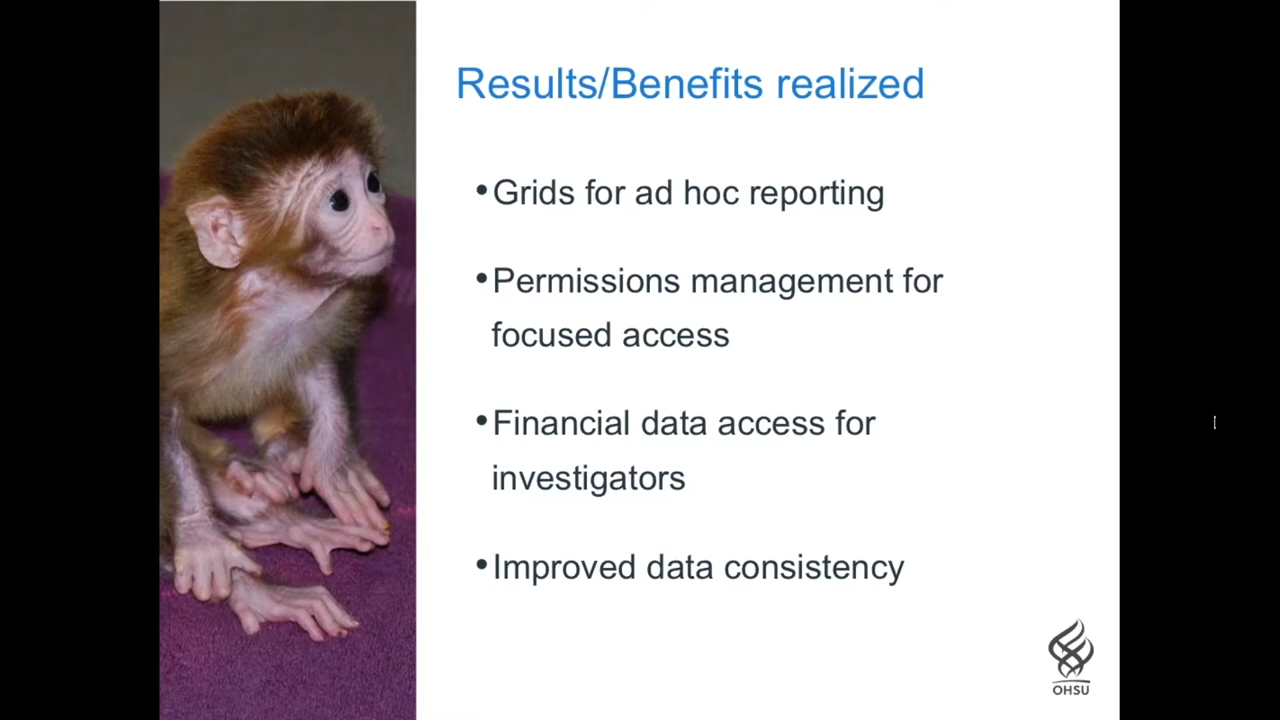 Results/Benefits realized
•Grids for ad hoc reporting
•Permissions management for
focused access
•Financial data access for
investigators
•Improved data consistency
OHSU